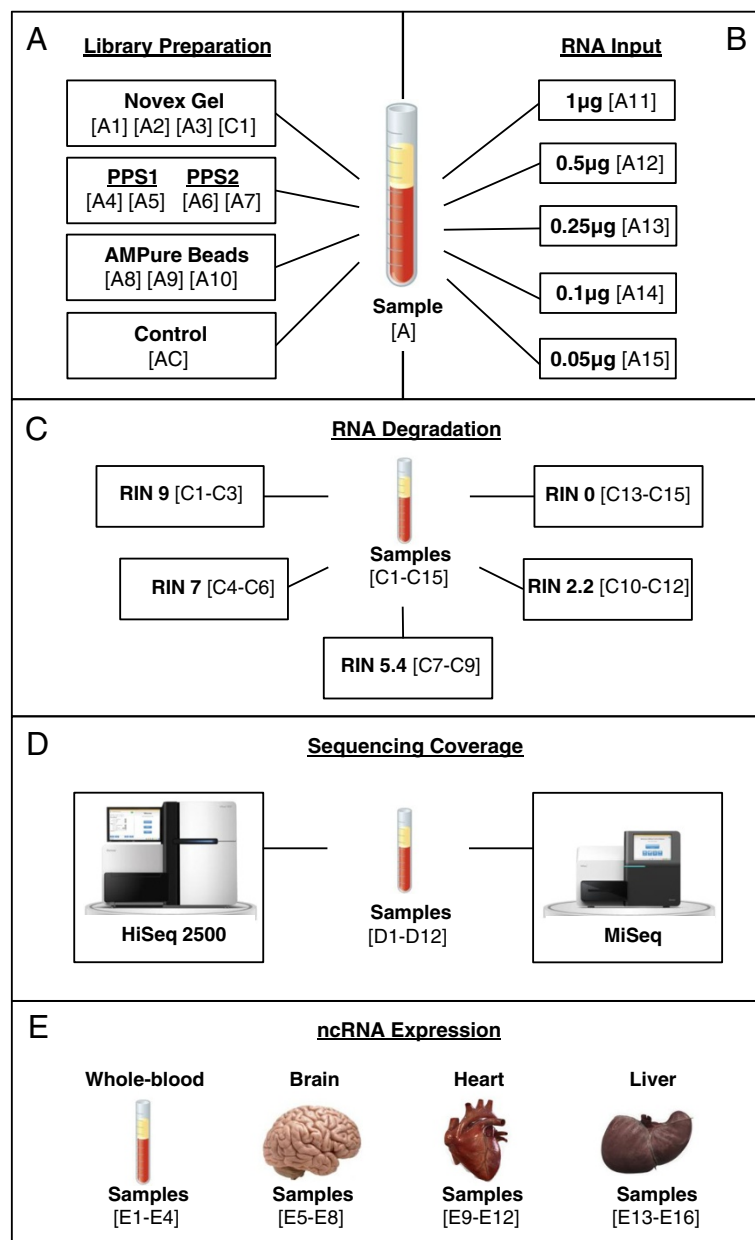 A
Library Preparation
Novex Gel
[A1] [A2] [A3] [C1]
PPS1 PPS2
[A4] [A5] [A6] [A7]
AMPure Beads
[A8] [A9] [A10]
Control
[AC]
Sample
[A]
B
RNA Input
1µg [A11]
0.5µg [A12]
0.25µg [A13]
0.1µg [A14]
0.05µg [A15]
C
RNA Degradation
RIN 9 [C1-C3]
RIN 0 [C13-C15]
Samples
[C1-C15]
RIN 7 [C4-C6]
RIN 2.2 [C10-C12]
RIN 5.4 [C7-C9]
D
Sequencing Coverage
HiSeq 2500
Samples
[D1-D12]
MiSeq
E
ncRNA Expression
Whole-blood
Samples
[E1-E4]
Brain
Samples
[E5-E8]
Heart
Samples
[E9-E12]
Liver
Samples
[E13-E16]